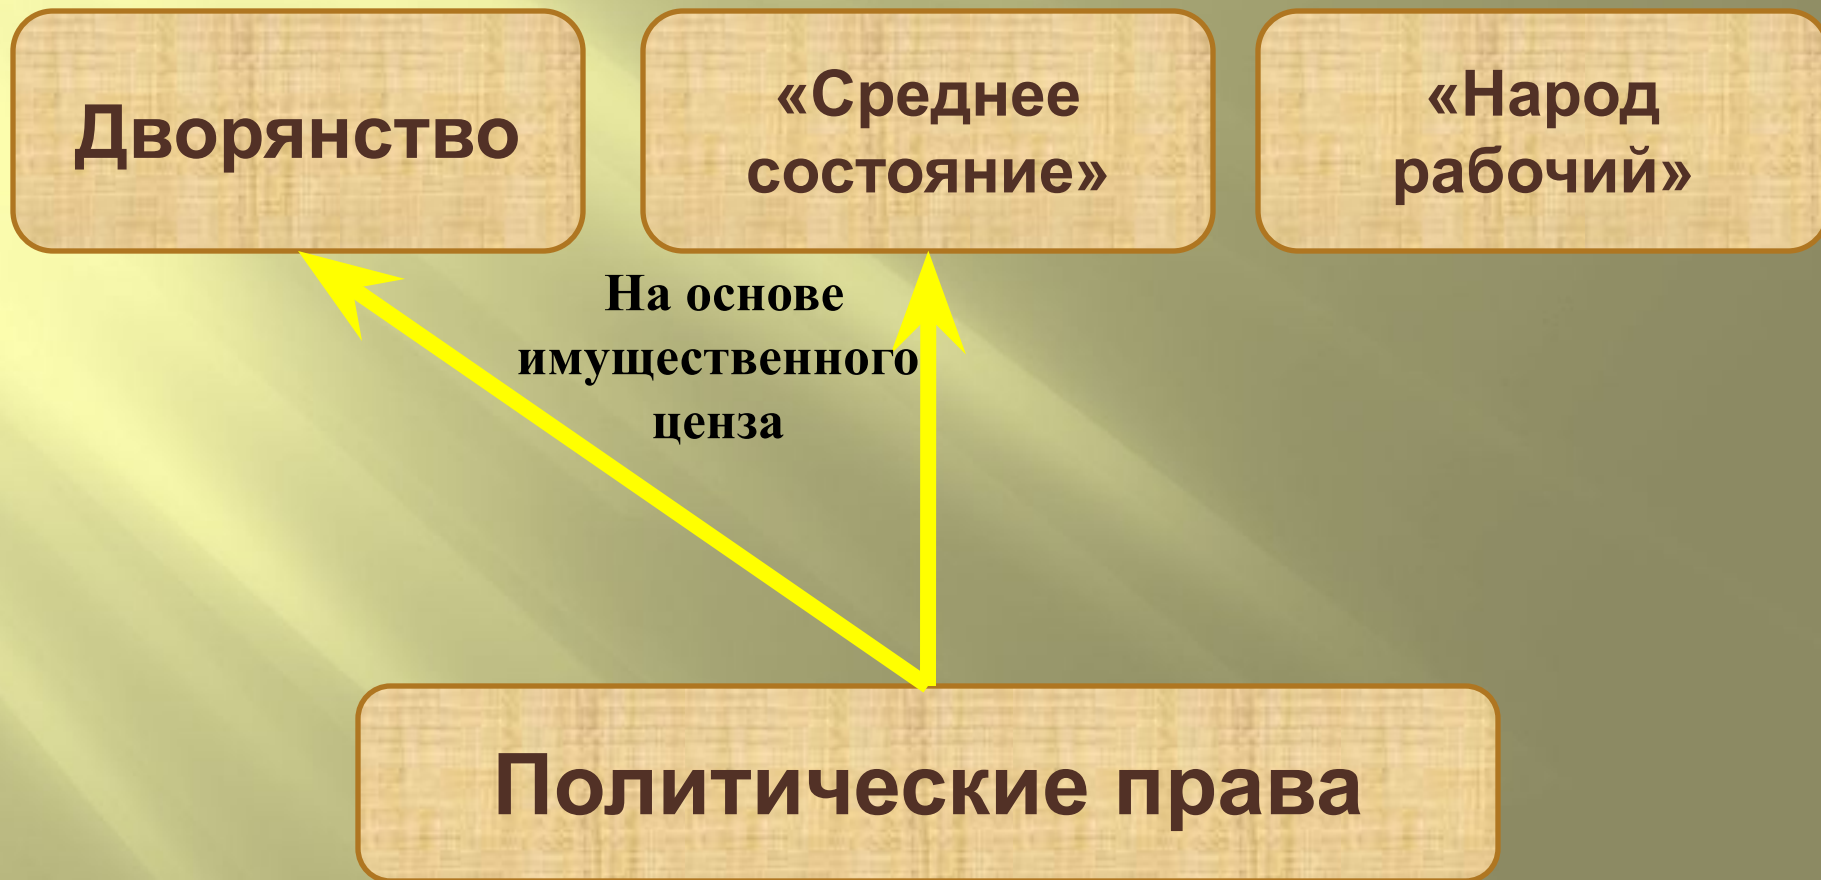 Дворянство
«Среднее
состояние»
«Народ
рабочий»
На основе
имущественного
ценза
Политические права